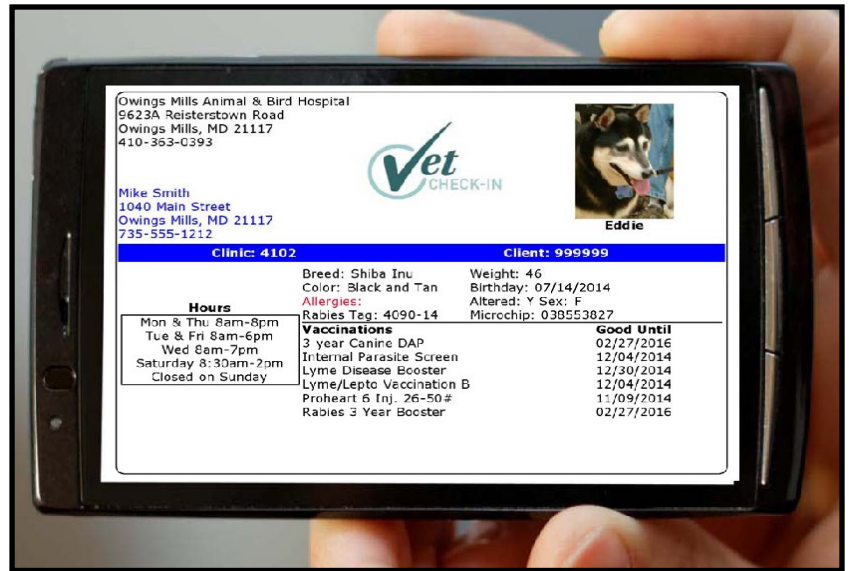 Owings Mills Animal & Bird Hospital
9623A Reisterstown Road
Owings Mills, MD 21117
410-363-0393
Vet
CHECK-IN
Mike Smith
1040 Main Street
Owings Mills, MD 21117
735-555-1212
Eddie
Clinic: 4102 Client: 999999
Breed: Shiba Inu Weight: 46
Color: Black and Tan Birthday: 07/14/2014
Allergies: Altered: Y Sex: F
Rabies Tag: 4090-14 Microchip: 038553827
Hours
Mon & Thu 8am-8pm
Tue & Fri 8am-6pm
Wed 8am-7pm
Saturday 8:30am-2pm
Closed on Sunday
Vaccinations Good Until
3 year Canine DAP 02/27/2016
Internal Parasite Screen 12/04/2014
Lyme Disease Booster 12/30/2014
Lyme/Lepto Vaccination B 12/04/2014
Proheart 6 Inj. 26-50# 11/09/2014
Rabies 3 Year Booster 02/27/2016